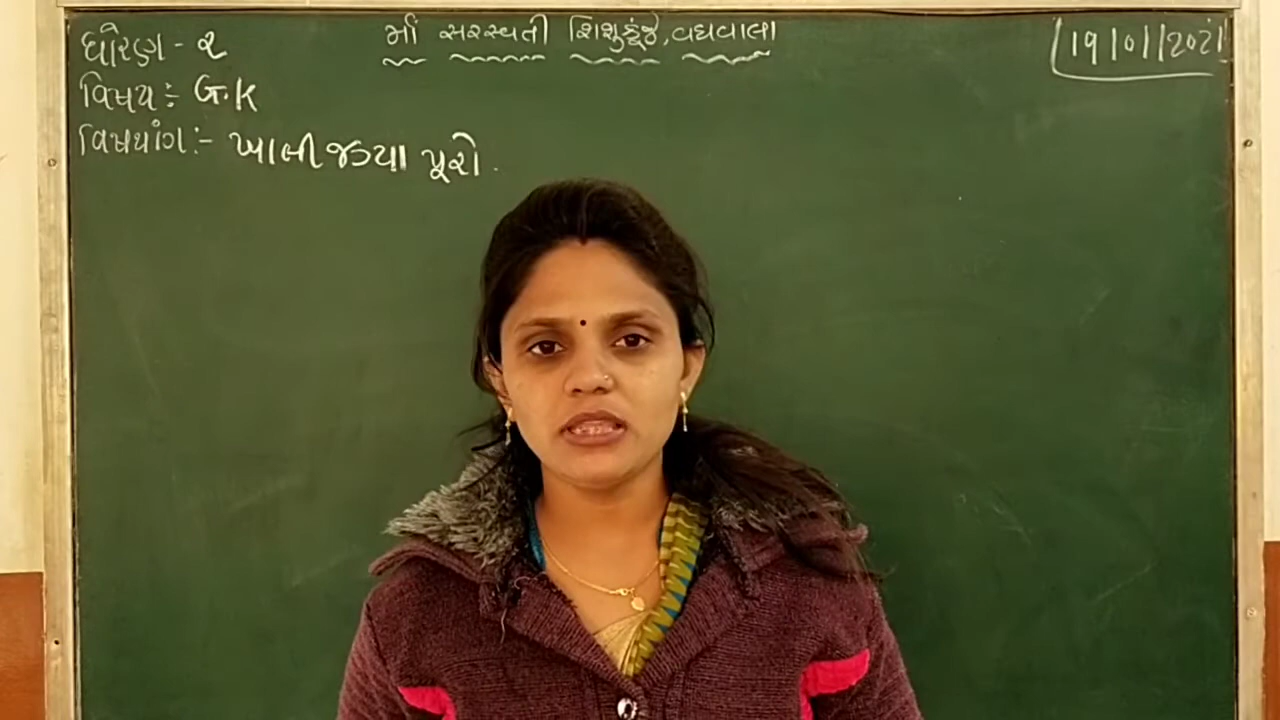 માં સરસ્વતી શિશુકુંજ, વઘવાલા
19/01/2021
ધોરણ - ૨
વિષય :- G.K
વિષયાંગ :- ખાલી જગ્યા પૂરો.